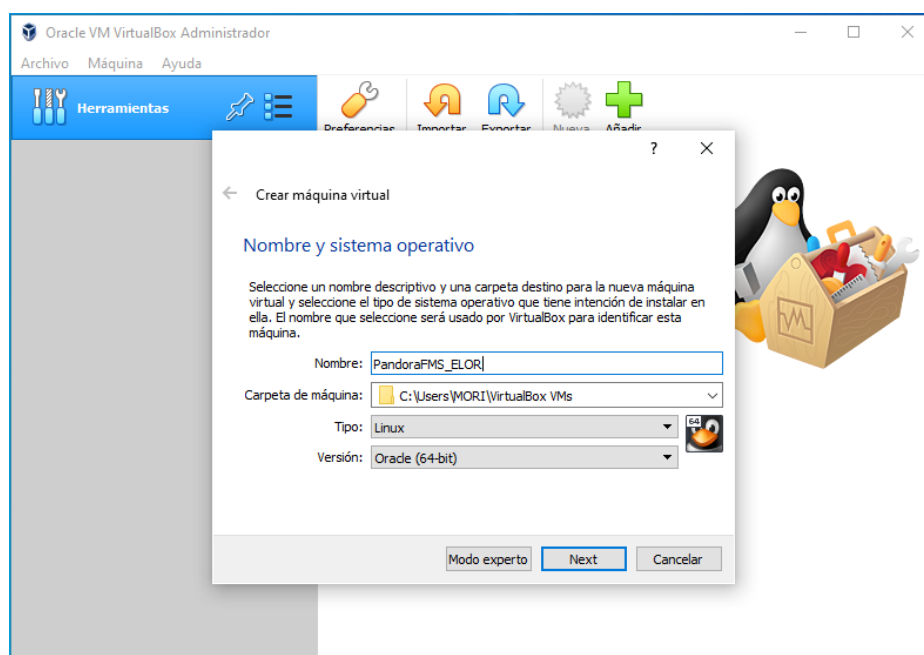 Oracle VM VirtualBox Administrador
Archivo Máquina Ayuda
Herramientas
Preferencias Importar Exportar Nueva Añadir
Crear máquina virtual
Nombre y sistema operativo
Seleccione un nombre descriptivo y una carpeta destino para la nueva máquina
virtual y seleccione el tipo de sistema operativo que tiene intención de instalar en
ella. El nombre que seleccione será usado por VirtualBox para identificar esta
máquina.
Nombre: PandoraFMS_ELOR
Carpeta de máquina: C:\Users\MORI\VirtualBox VMs
Tipo: Linux
64
Versión: Oracle (64-bit)
Modo experto Next Cancelar